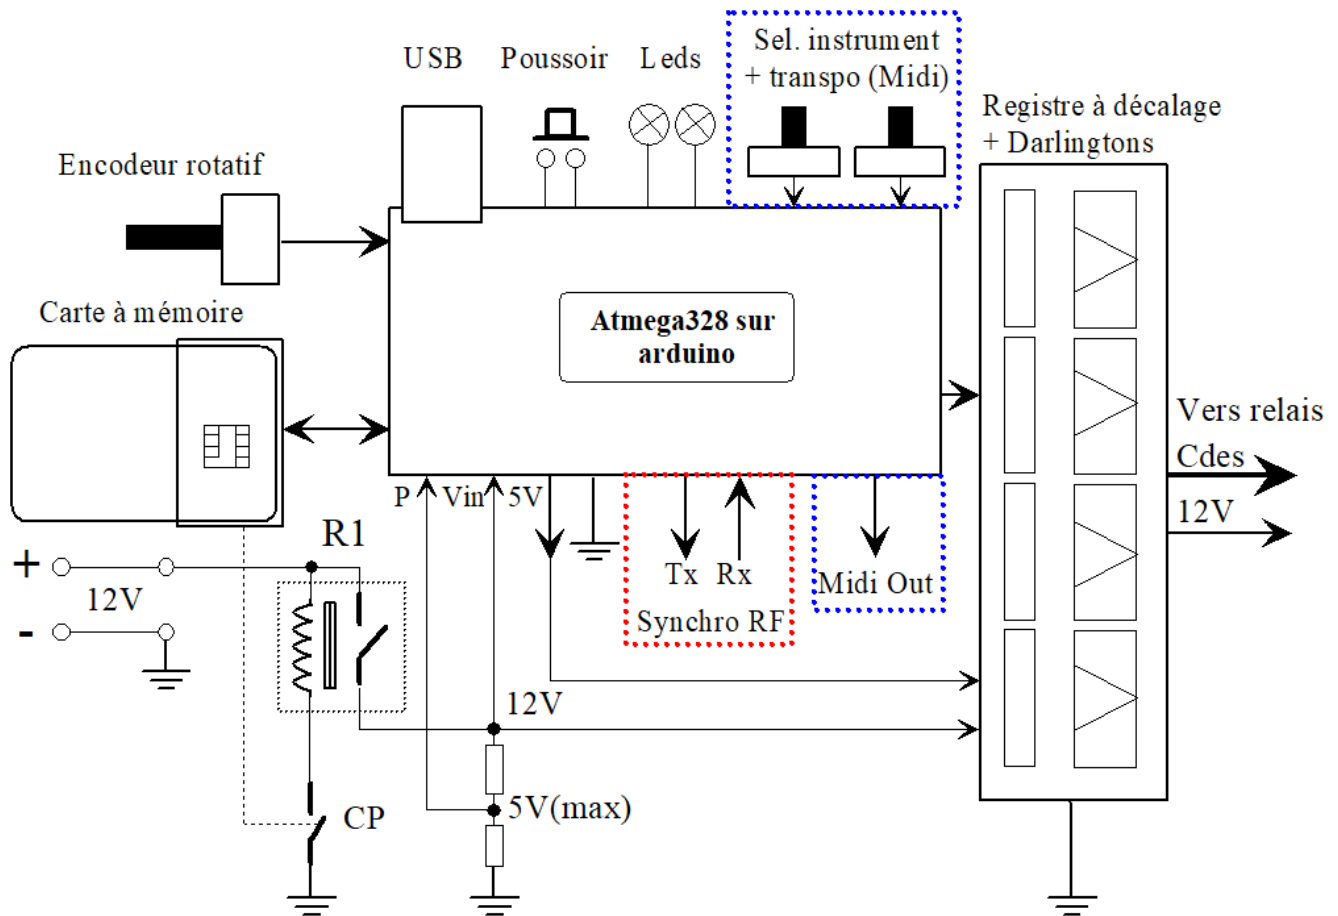 USB
Poussoir
Leds
Sel. instrument
+ transpo (Midi)
Registre à décalage
+ Darlingtons
Encodeur rotatif
Carte à mémoire
Atmega328 sur
arduino
Vers relais
Cdes
12V
P
Vin
5V
Tx
Rx
Synchro RF
Midi Out
R1
+
12V
-
12V
5V(max)
CP